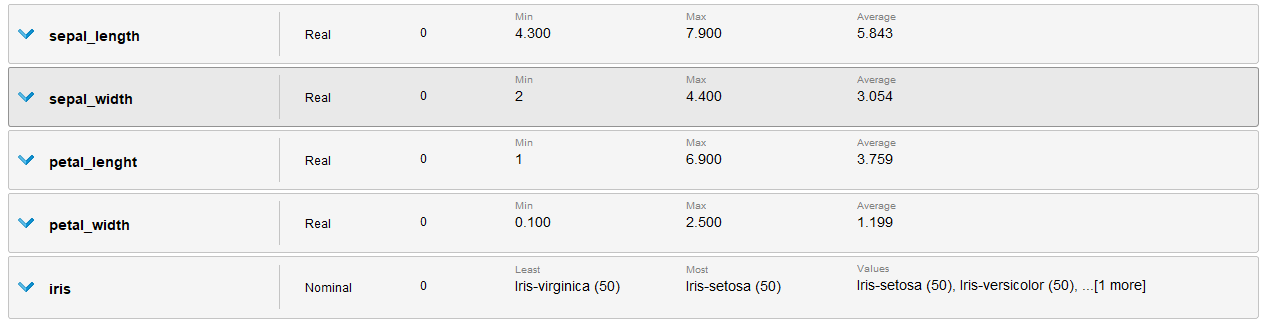 Min Max Average
sepal_length Real 0 4.300 7.900 5.843
Min Max Average
sepal_width Real 0 2 4.400 3.054
Min Max Average
petal_lenght Real 0 1 6.900 3.759
Min Max Average
petal_width Real 0 0.100 2.500 1.199
Least Most Values
iris Nominal 0 Iris-virginica (50) Iris-setosa (50) Iris-setosa (50), Iris-versicolor (50), ...[1 more]